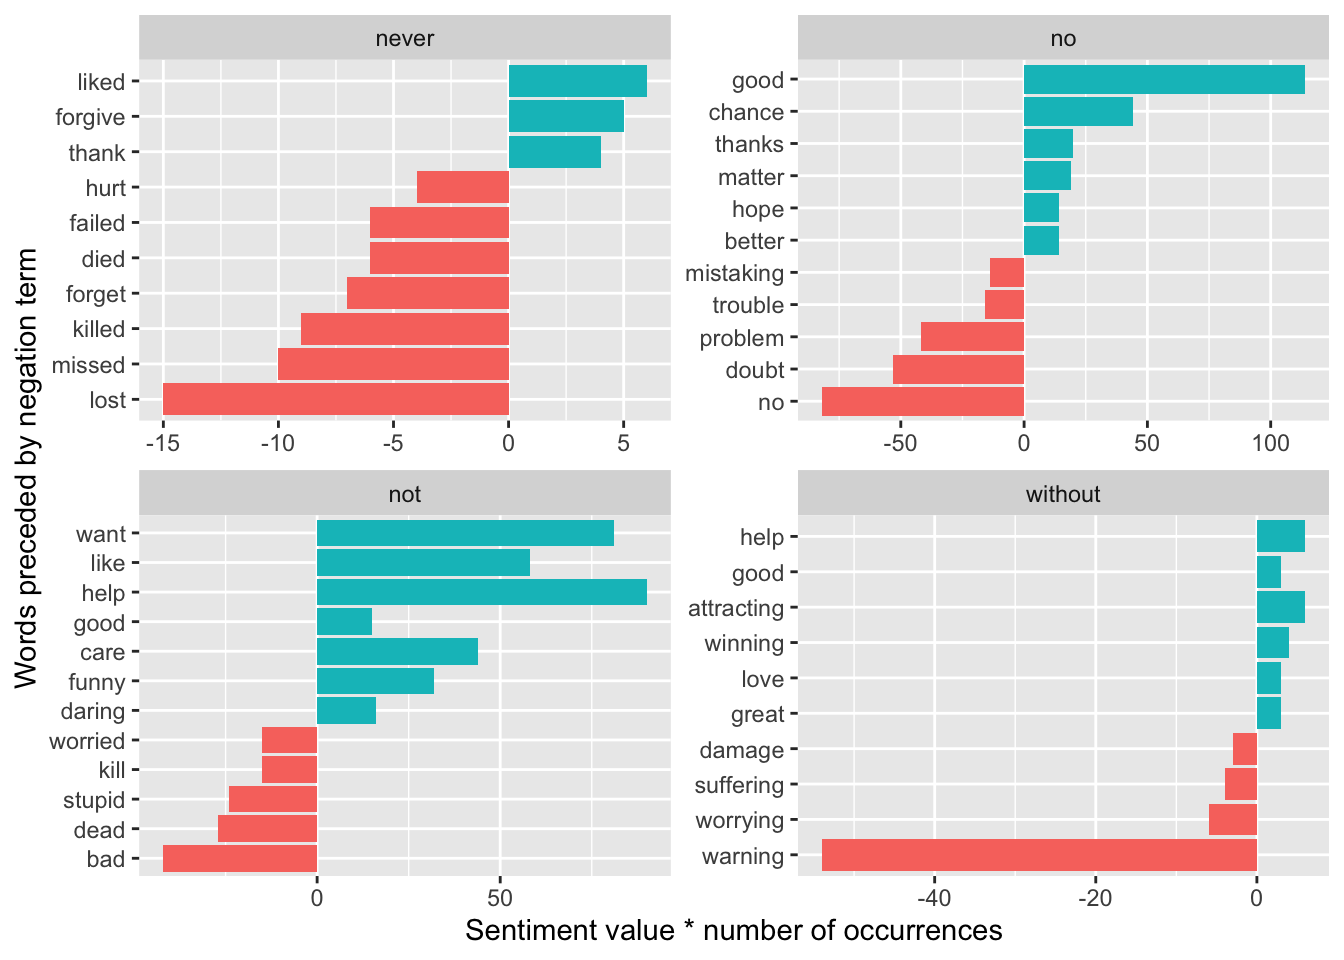 never
liked
forgive
thank
hurt
failed
died
forget
killed
missed
lost
-15 -10 -5 0 5
no
good
chance
thanks
matter
hope
better
mistaking
trouble
problem
doubt
no
-50 0 50 100
not
want
like
help
good
care
funny
daring
worried
kill
stupid
dead
bad
0 50
without
help
good
attracting
winning
love
great
damage
suffering
worrying
warning
-40 -20 0
Words preceded by negation term
Sentiment value * number of occurrences